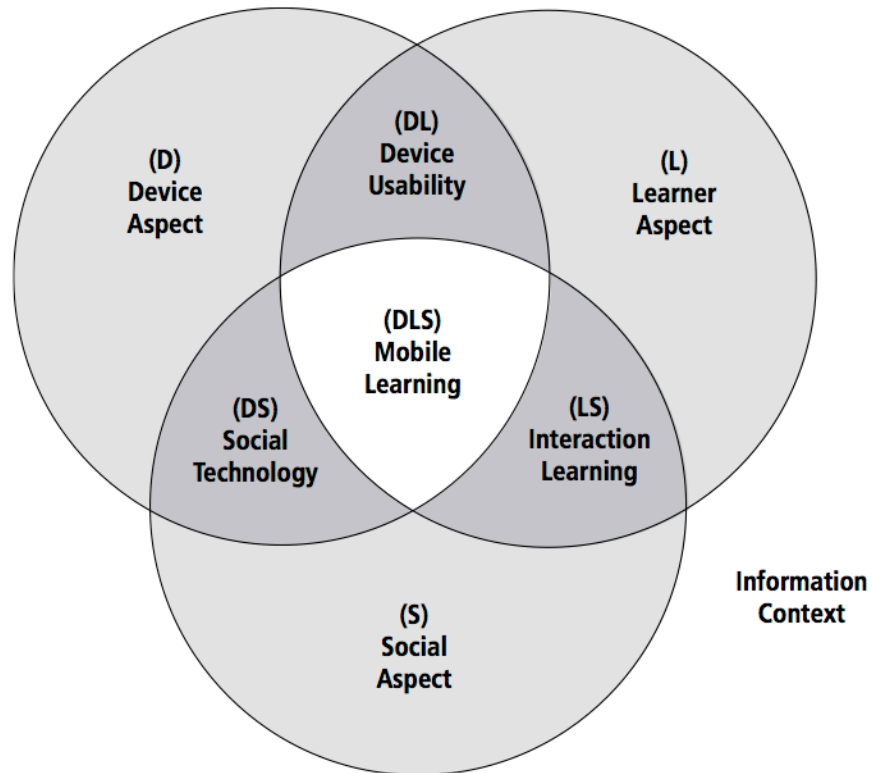 (DL)
Device
Usability
(D)
Device
Aspect
(L)
Learner
Aspect
(DLS)
Mobile
Learning
(DS)
Social
Technology
(LS)
Interaction
Learning
(S)
Social
Aspect
Information
Context